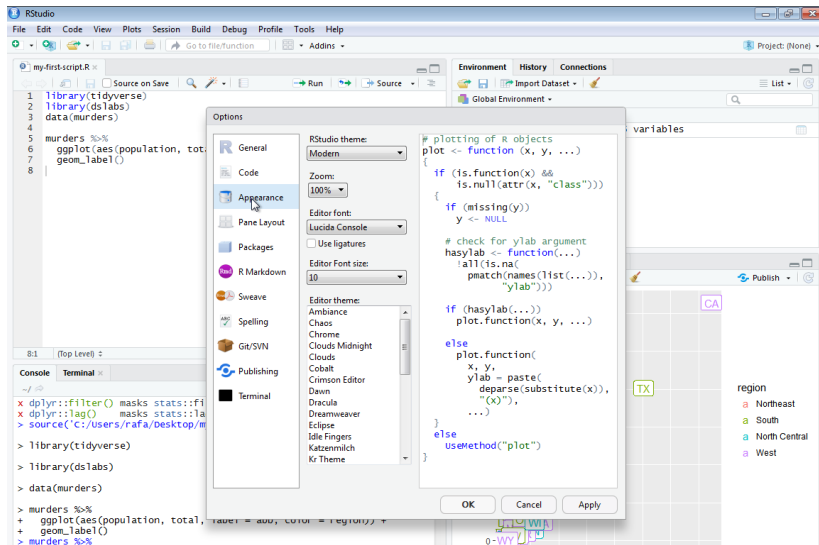 RStudio
File Edit Code View Plots Session Build Debug Profile Tools Help
Go to file/function Addins Project: (None)
my-first-script.R
Source on Save Run Source
1 library(tidyverse)
2 library(dslabs)
3 data(murders)
4
5 murders %>%
6 ggplot(aes(population, tota
7 geom_label()
8
8:1 (Top Level)
Console Terminal
~/
x dplyr::filter() masks stats::fi
x dplyr::lag() masks stats::la
> source('C:/Users/rafa/Desktop/m
> library(tidyverse)
> library(dslabs)
> data(murders)
> murders %>%
+ ggplot(aes(population, total, label = abb, color = region)) +
+ geom_label()
> murders %>%
Options
General
Code
Appearance
Pane Layout
Packages
Rmd R Markdown
Sweave
ABC Spelling
Git/SVN
Publishing
Terminal
RStudio theme:
Modern
Zoom:
100%
Editor font:
Lucida Console
Use ligatures
Editor Font size:
10
Editor theme:
Ambiance
Chaos
Chrome
Clouds Midnight
Clouds
Cobalt
Crimson Editor
Dawn
Dracula
Dreamweaver
Eclipse
Idle Fingers
Katzenmilch
Kr Theme
# plotting of R objects
plot <- function (x, y, ...)
{
if (is.function(x) &&
is.null(attr(x, "class")))
{
if (missing(y))
y <- NULL
# check for ylab argument
hasylab <- function(...)
!all(is.na(
pmatch(names(list(...)),
"ylab")))
if (hasylab(...))
plot.function(x, y, ...)
else
plot.function(
x, y,
ylab = paste(
deparse(substitute(x)),
"(x)"),
...)
}
else
UseMethod("plot")
}
OK Cancel Apply
Environment History Connections
Import Dataset List
Global Environment
variables
Publish
CA
TX
WY
0-
region
a Northeast
a South
a North Central
a West